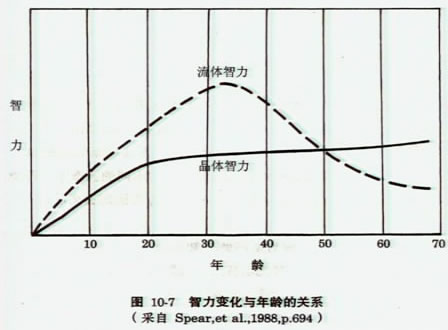 流体智力
智
力
晶体智力
10 20 30 40 50 60 70
年 龄
图 10-7 智力变化与年龄的关系
( 采自 Spear,et al.,1988,p.694 )